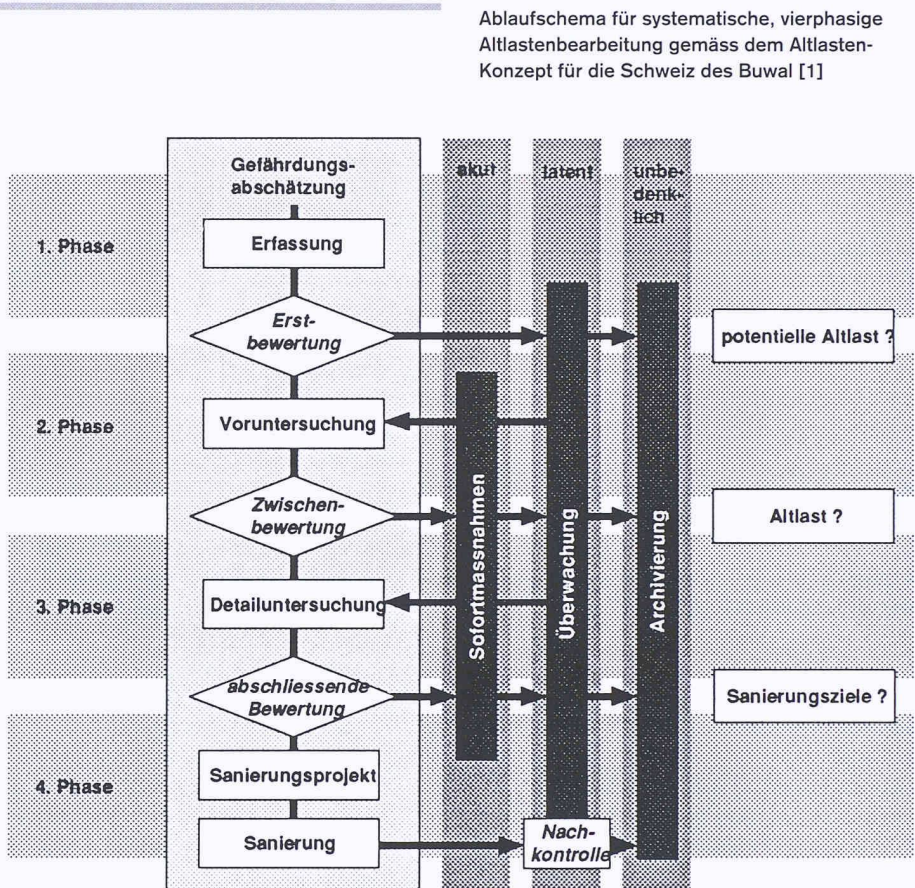 Ablaufschema für systematische, vierphasige
Altlastenbearbeitung gemäss dem Altlasten-
Konzept für die Schweiz des Buwal [1]
Gefährdungs-
abschätzung
akut
latent
unbe-
denk-
lich
1. Phase
Erfassung
Erst-
bewertung
potentielle Altlast ?
2. Phase
Voruntersuchung
Zwischen-
bewertung
Altlast ?
3. Phase
Detailuntersuchung
Sofortmassnahmen
Überwachung
Archivierung
abschliessende
Bewertung
Sanierungsziele ?
4. Phase
Sanierungsprojekt
Sanierung
Nach-
kontrolle